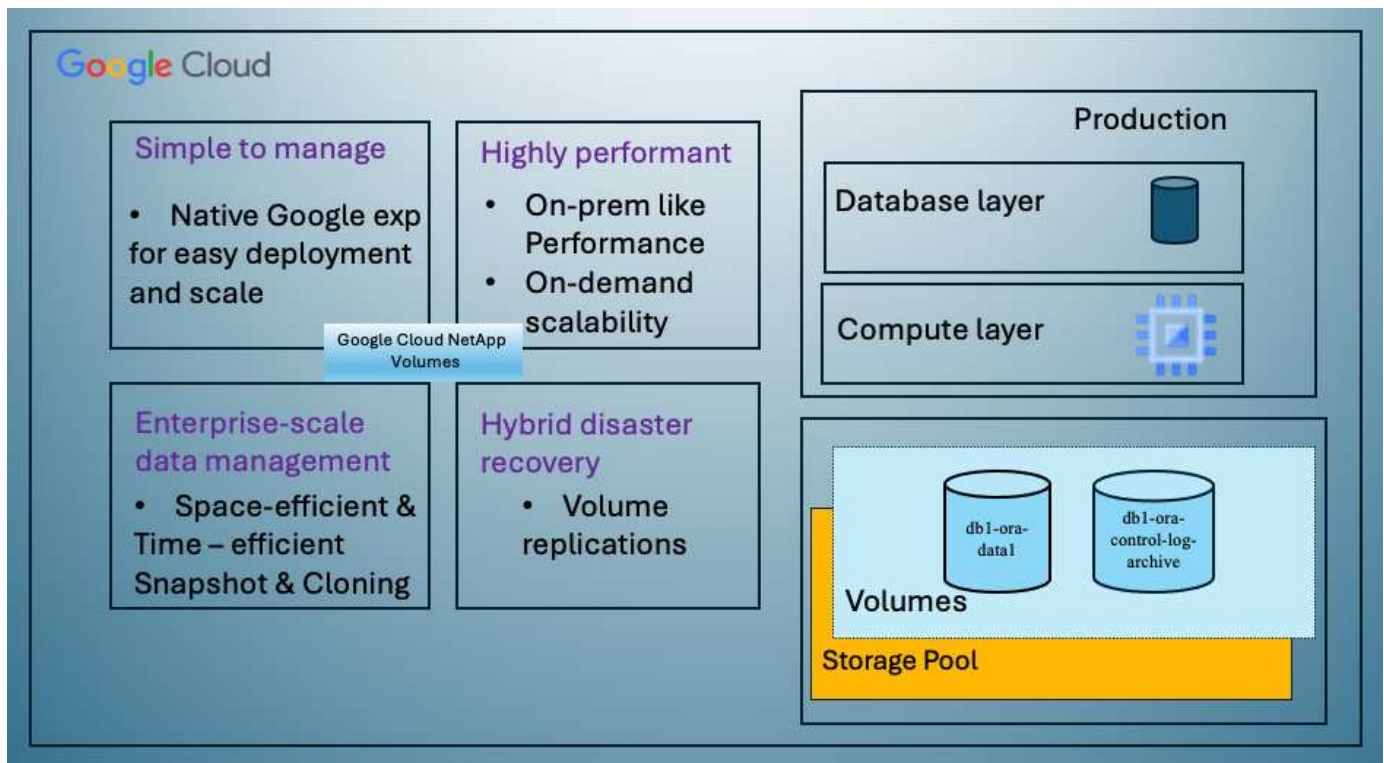 Google Cloud
Simple to manage
• Native Google exp
for easy deployment
and scale
Highly performant
• On-prem like
Performance
• On-demand
scalability
Google Cloud NetApp
Volumes
Enterprise-scale
data management
• Space-efficient &
Time – efficient
Snapshot & Cloning
Hybrid disaster
recovery
• Volume
replications
Production
Database layer
Compute layer
db1-ora-
data1
db1-ora-
control-log-
archive
Volumes
Storage Pool